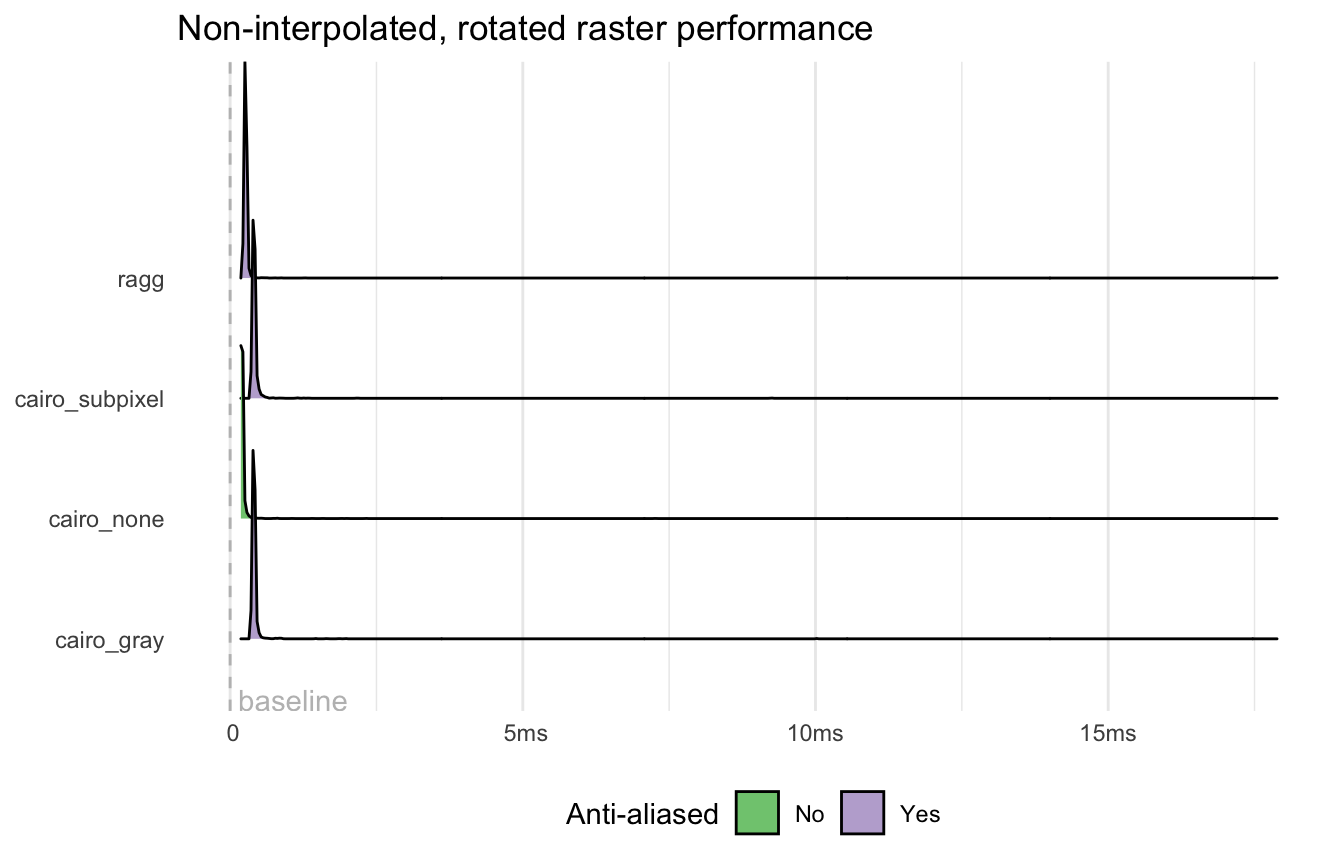 Non-interpolated, rotated raster performance
ragg
cairo_subpixel
cairo_none
cairo_gray
baseline
0 5ms 10ms 15ms
Anti-aliased No Yes